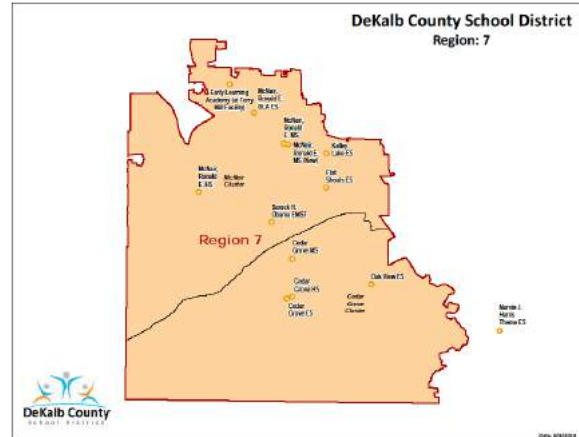 DeKalb County School District
Region: 7
Early Learning
Academy (at Terry
Mill Facility)
McNair,
Ronald E.
DLA ES
McNair,
Ronald
E. MS
McNair,
Ronald E.
MS (New)
Kelley
Lake ES
Flat
Shoals ES
McNair,
Ronald
E. HS
McNair
Cluster
Barack H.
Obama EMST
Region 7
Cedar
Grove MS
Cedar
Grove HS
Cedar
Grove ES
Oak View ES
Cedar
Grove
Cluster
Narvie J.
Harris
Theme ES
DeKalb County
School District
Date: